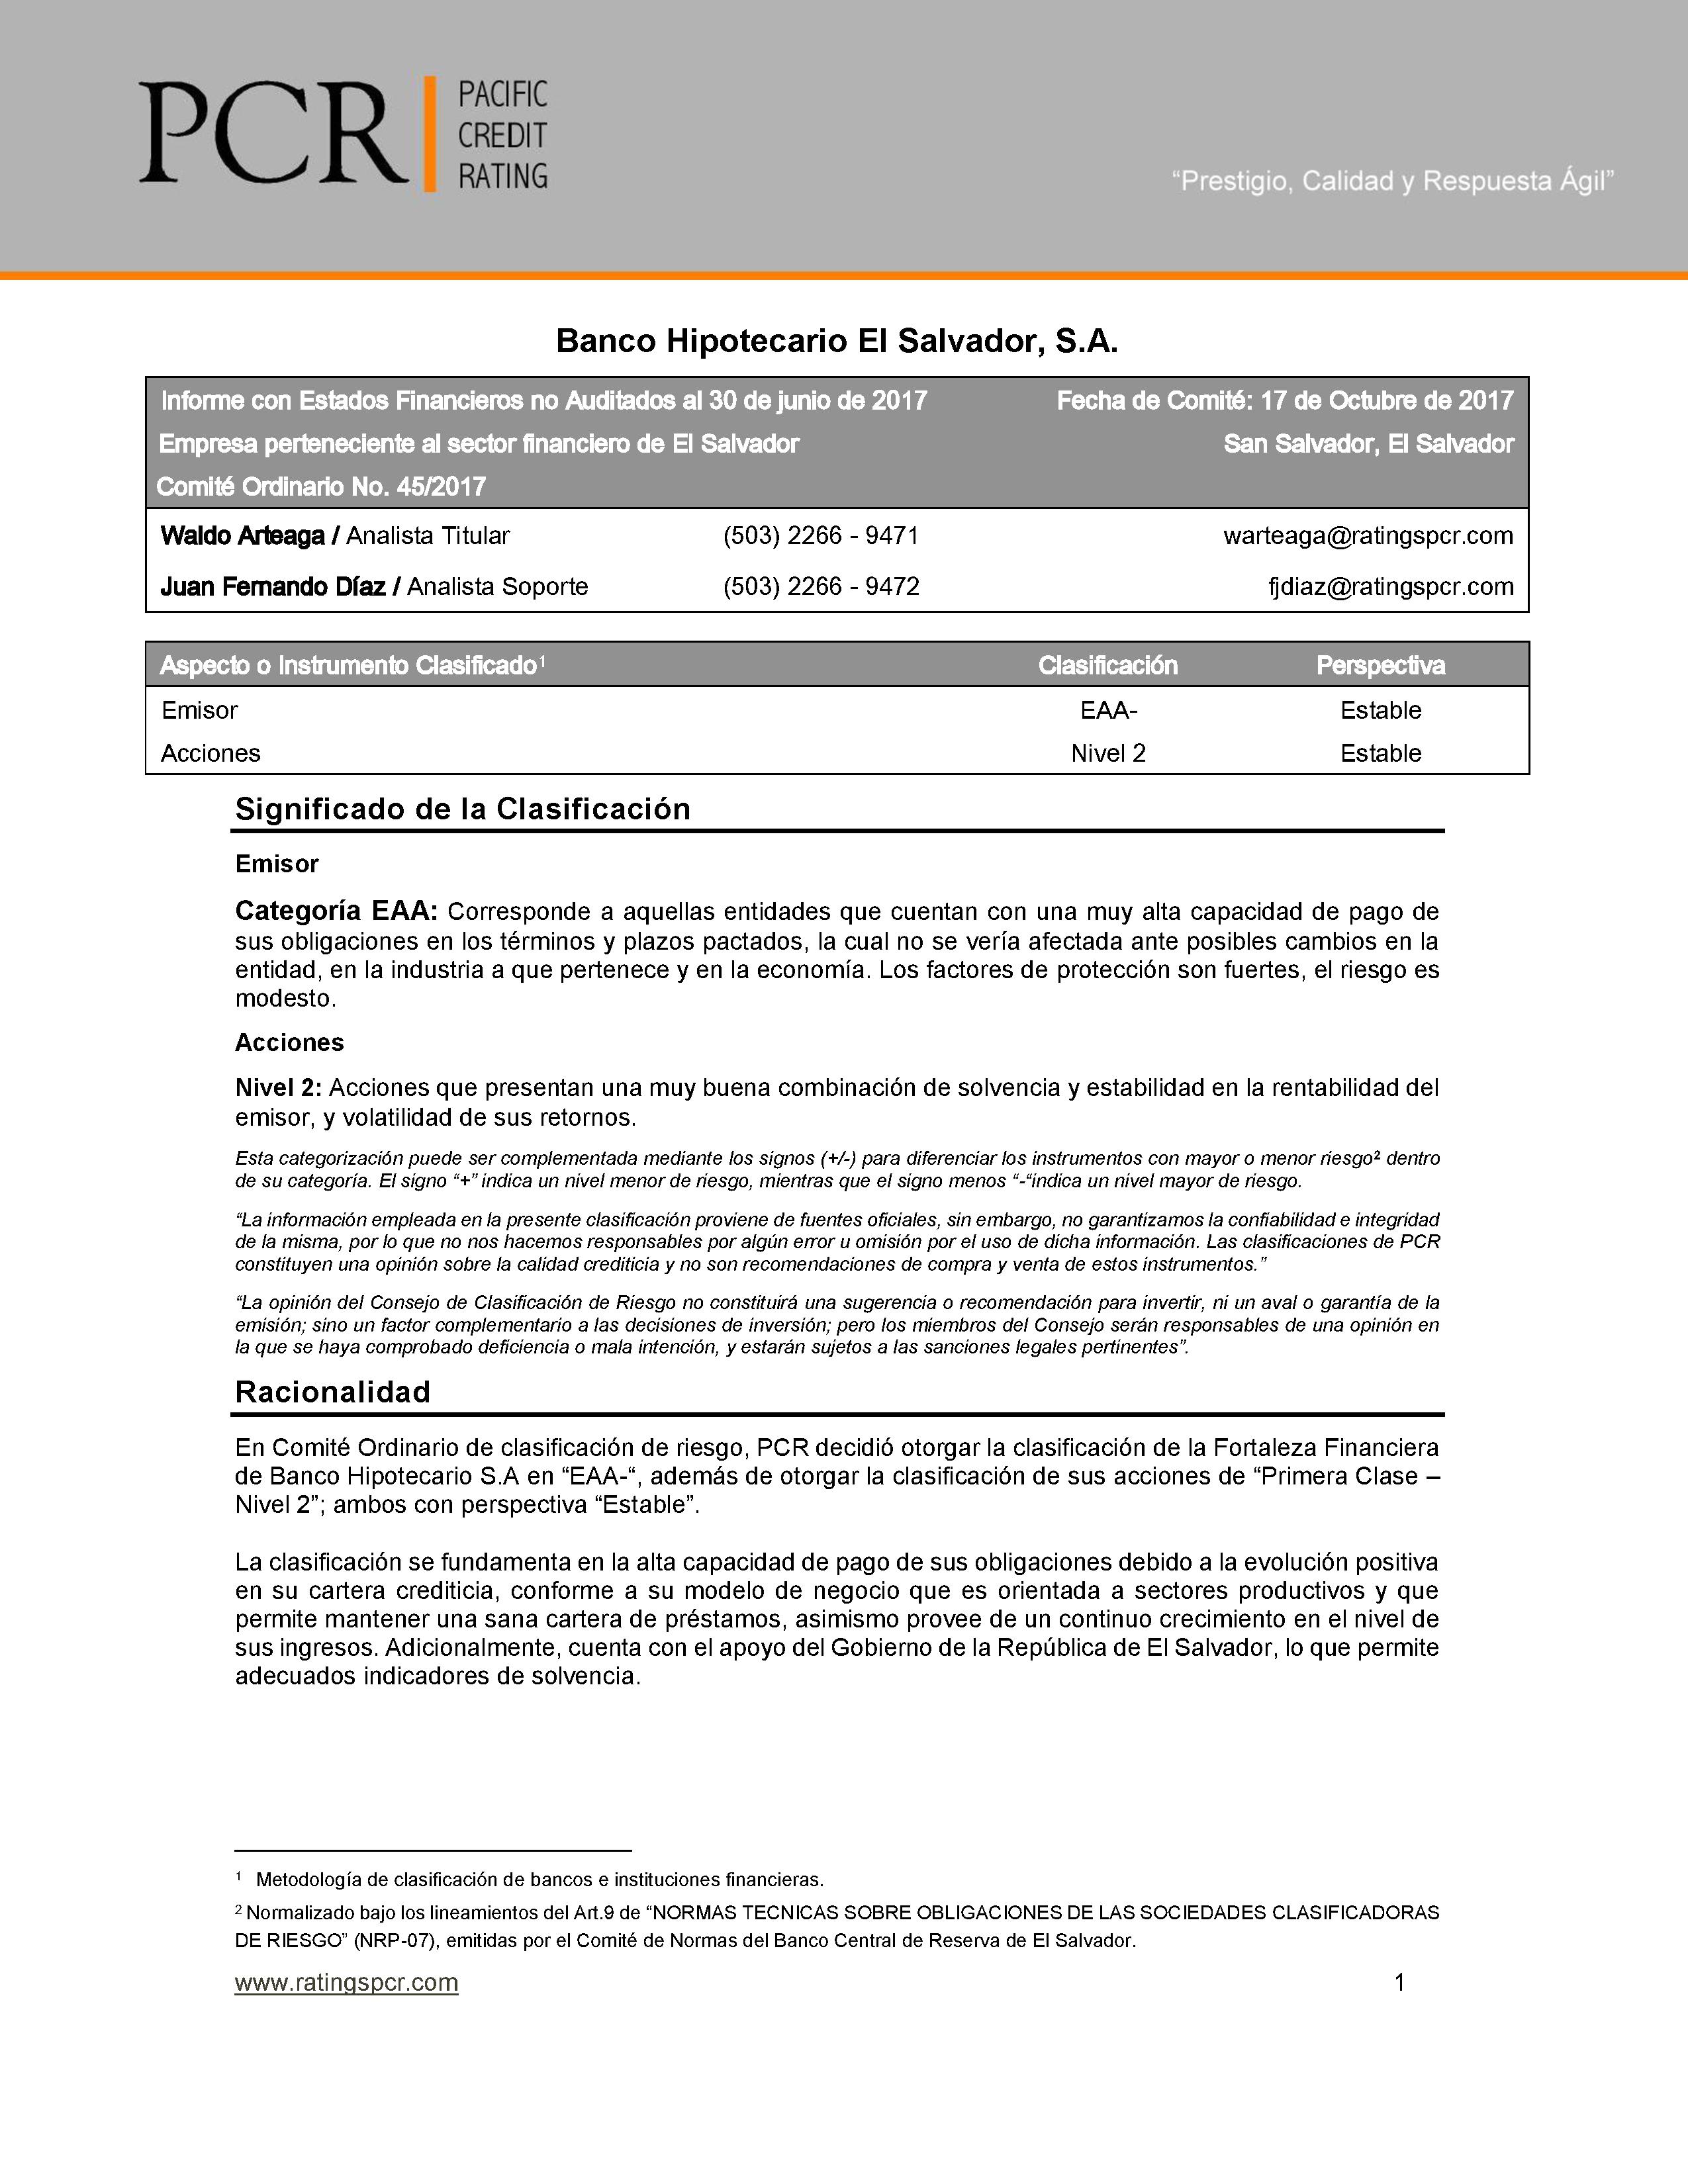 PCR
PACIFIC
CREDIT
RATING
“Prestigio, Calidad y Respuesta Ágil”
Banco Hipotecario El Salvador, S.A.
Informe con Estados Financieros no Auditados al 30 de junio de 2017 Fecha de Comité: 17 de Octubre de 2017
Empresa perteneciente al sector financiero de El Salvador San Salvador, El Salvador
Comité Ordinario No. 45/2017
Waldo Arteaga / Analista Titular (503) 2266 - 9471 warteaga@ratingspcr.com
Juan Fernando Díaz / Analista Soporte (503) 2266 - 9472 fjdiaz@ratingspcr.com
Aspecto o Instrumento Clasificado¹ Clasificación Perspectiva
Emisor EAA- Estable
Acciones Nivel 2 Estable
Significado de la Clasificación
Emisor
Categoría EAA: Corresponde a aquellas entidades que cuentan con una muy alta capacidad de pago de
sus obligaciones en los términos y plazos pactados, la cual no se vería afectada ante posibles cambios en la
entidad, en la industria a que pertenece y en la economía. Los factores de protección son fuertes, el riesgo es
modesto.
Acciones
Nivel 2: Acciones que presentan una muy buena combinación de solvencia y estabilidad en la rentabilidad del
emisor, y volatilidad de sus retornos.
Esta categorización puede ser complementada mediante los signos (+/-) para diferenciar los instrumentos con mayor o menor riesgo² dentro
de su categoría. El signo “+” indica un nivel menor de riesgo, mientras que el signo menos “-“indica un nivel mayor de riesgo.
“La información empleada en la presente clasificación proviene de fuentes oficiales, sin embargo, no garantizamos la confiabilidad e integridad
de la misma, por lo que no nos hacemos responsables por algún error u omisión por el uso de dicha información. Las clasificaciones de PCR
constituyen una opinión sobre la calidad crediticia y no son recomendaciones de compra y venta de estos instrumentos.”
“La opinión del Consejo de Clasificación de Riesgo no constituirá una sugerencia o recomendación para invertir, ni un aval o garantía de la
emisión; sino un factor complementario a las decisiones de inversión; pero los miembros del Consejo serán responsables de una opinión en
la que se haya comprobado deficiencia o mala intención, y estarán sujetos a las sanciones legales pertinentes”.
Racionalidad
En Comité Ordinario de clasificación de riesgo, PCR decidió otorgar la clasificación de la Fortaleza Financiera
de Banco Hipotecario S.A en “EAA-“, además de otorgar la clasificación de sus acciones de “Primera Clase –
Nivel 2”; ambos con perspectiva “Estable”.
La clasificación se fundamenta en la alta capacidad de pago de sus obligaciones debido a la evolución positiva
en su cartera crediticia, conforme a su modelo de negocio que es orientada a sectores productivos y que
permite mantener una sana cartera de préstamos, asimismo provee de un continuo crecimiento en el nivel de
sus ingresos. Adicionalmente, cuenta con el apoyo del Gobierno de la República de El Salvador, lo que permite
adecuados indicadores de solvencia.
¹ Metodología de clasificación de bancos e instituciones financieras.
² Normalizado bajo los lineamientos del Art.9 de “NORMAS TECNICAS SOBRE OBLIGACIONES DE LAS SOCIEDADES CLASIFICADORAS
DE RIESGO” (NRP-07), emitidas por el Comité de Normas del Banco Central de Reserva de El Salvador.
www.ratingspcr.com 1